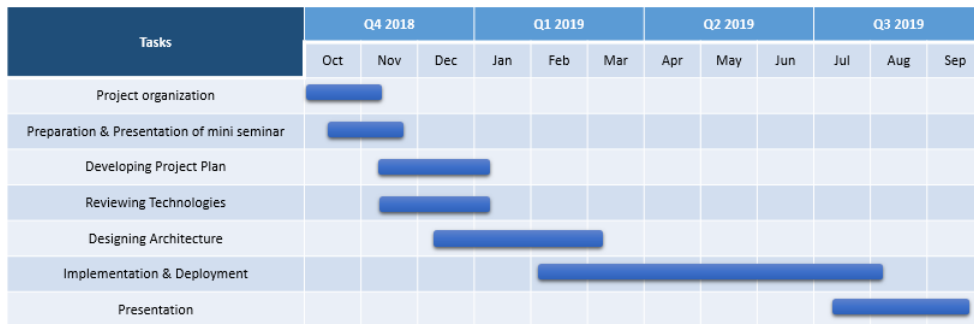 Tasks
Q4 2018 Q1 2019 Q2 2019 Q3 2019
Oct Nov Dec Jan Feb Mar Apr May Jun Jul Aug Sep
Project organization
Preparation & Presentation of mini seminar
Developing Project Plan
Reviewing Technologies
Designing Architecture
Implementation & Deployment
Presentation